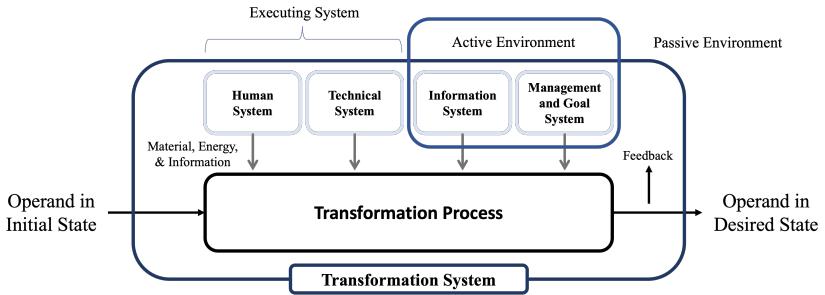 Executing System
Active Environment
Passive Environment
Human
System
Technical
System
Information
System
Management
and Goal
System
Material, Energy,
& Information
Feedback
Operand in
Initial State
Transformation Process
Operand in
Desired State
Transformation System